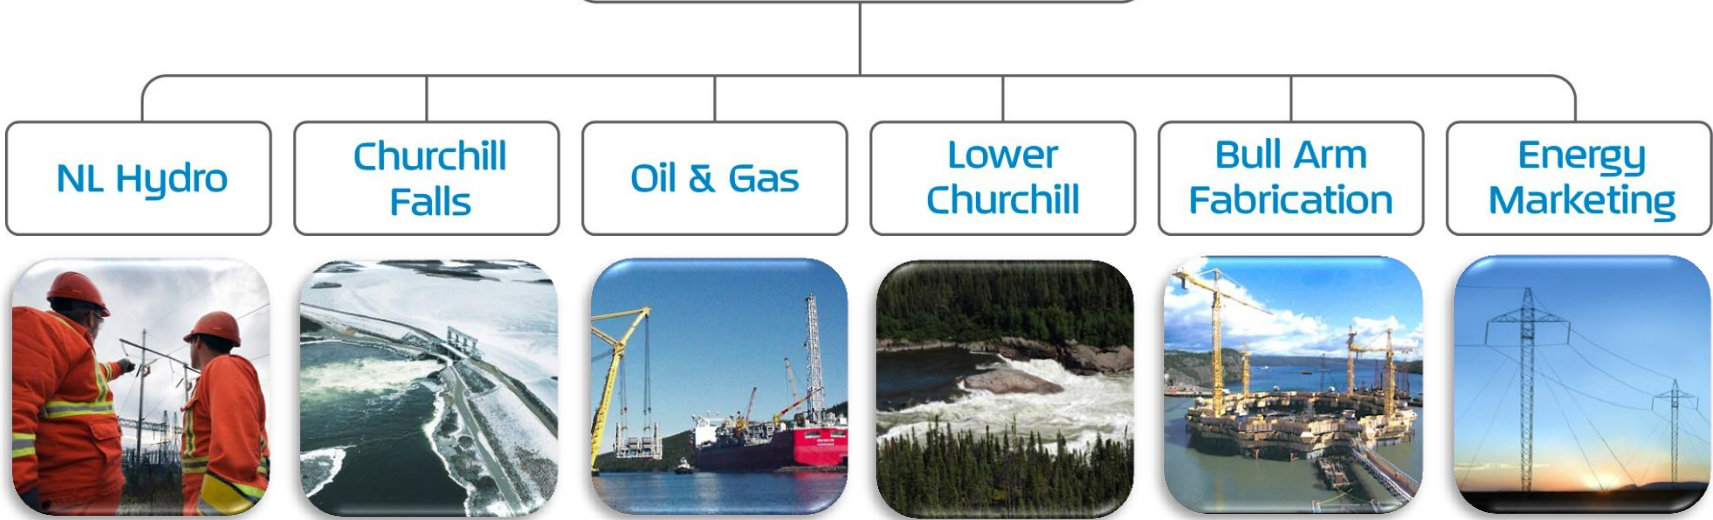 NL Hydro
Churchill
Falls
Oil & Gas
Lower
Churchill
Bull Arm
Fabrication
Energy
Marketing